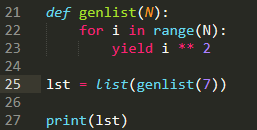 21 def genlist(N):
22     for i in range(N):
23         yield i ** 2
24
25 lst = list(genlist(7))
26
27 print(lst)